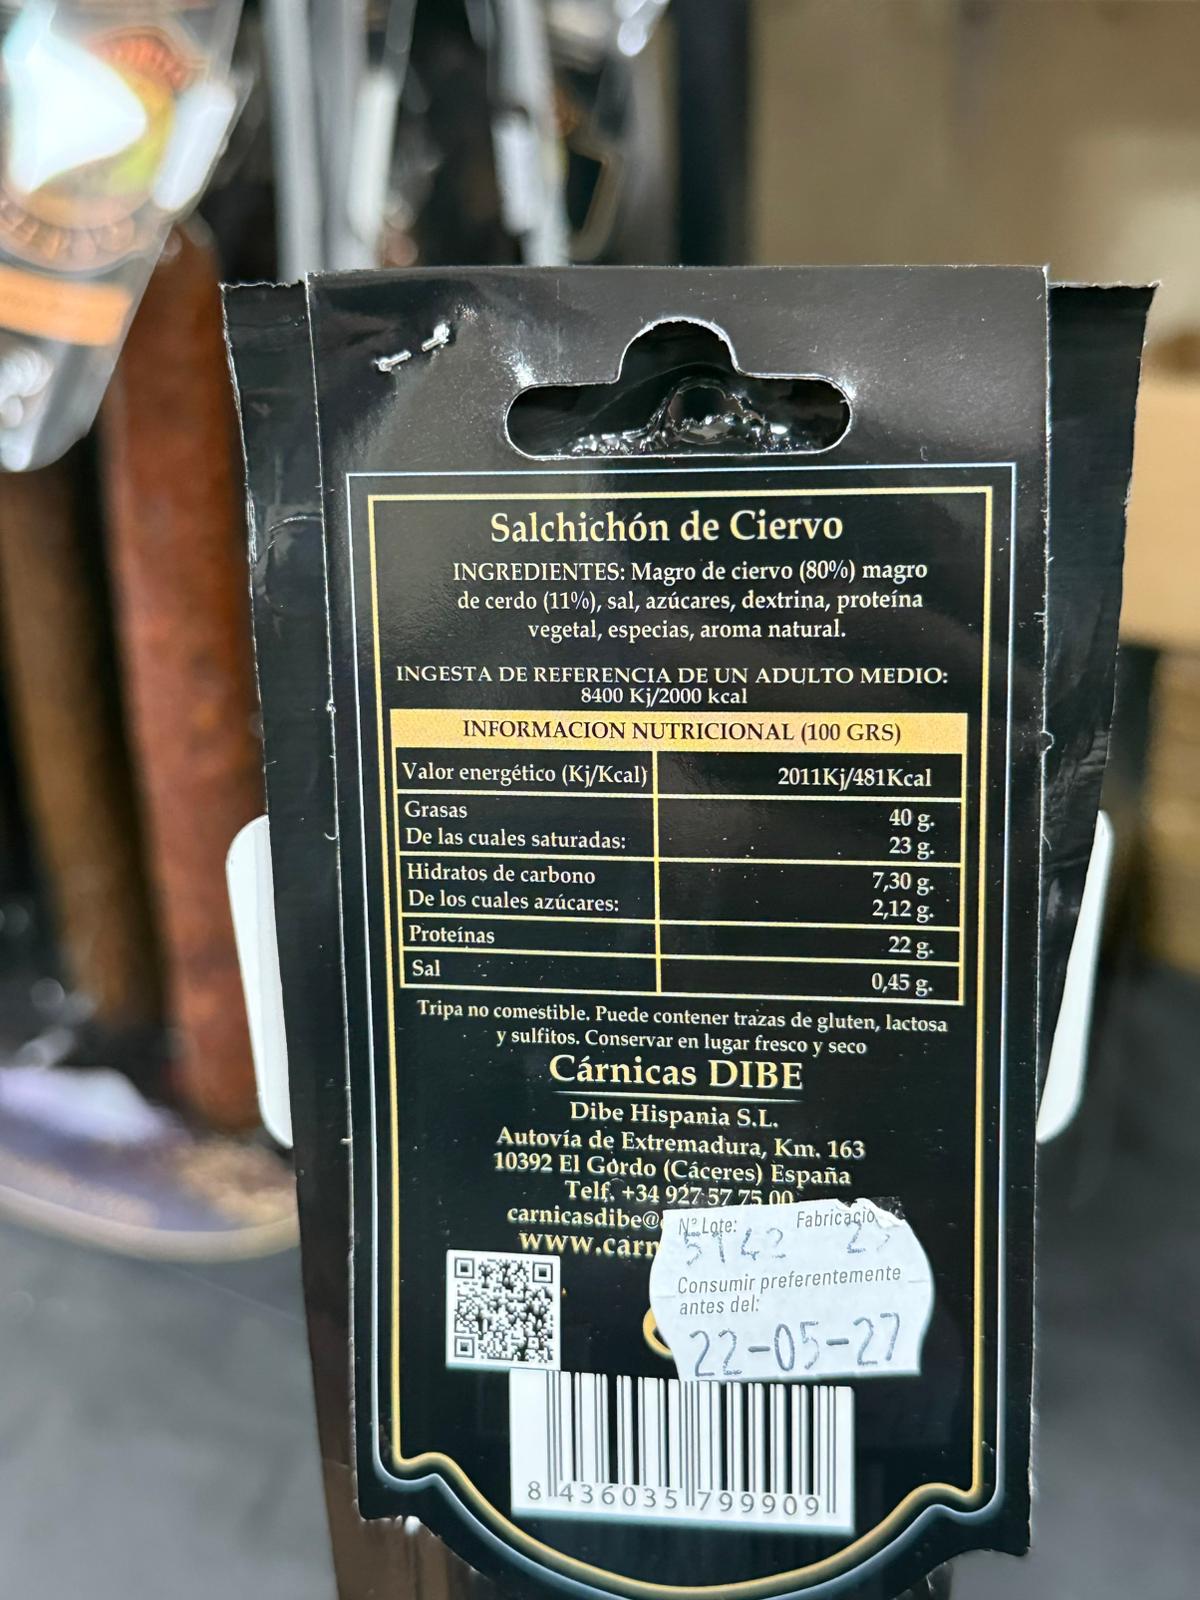 Salchichón de Ciervo
INGREDIENTES: Magro de ciervo (80%) magro
de cerdo (11%), sal, azúcares, dextrina, proteína
vegetal, especias, aroma natural.
INGESTA DE REFERENCIA DE UN ADULTO MEDIO:
8400 Kj/2000 kcal
INFORMACION NUTRICIONAL (100 GRS)
Valor energético (Kj/Kcal) 2011Kj/481Kcal
Grasas 40 g.
De las cuales saturadas: 23 g.
Hidratos de carbono 7,30 g.
De los cuales azúcares: 2,12 g.
Proteínas 22 g.
Sal 0,45 g.
Tripa no comestible. Puede contener trazas de gluten, lactosa
y sulfitos. Conservar en lugar fresco y seco
Cárnicas DIBE
Dibe Hispania S.L.
Autovía de Extremadura, Km. 163
10392 El Gordo (Cáceres) España
Telf. +34 927 57 75 00
carnicasdibe@
www.carn
Nº Lote: Fabricació
5142
Consumir preferentemente
antes del:
22-05-27
8 436035 799909